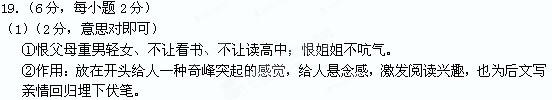 19.（6分，每小题 2分）
（1）（2分，意思对即可）
①恨父母重男轻女、不让看书、不让读高中；恨姐姐不吭气。
②作用：放在开头给人一种奇峰突起的感觉，给人悬念感，激发阅读兴趣，也为后文写
亲情回归埋下伏笔。